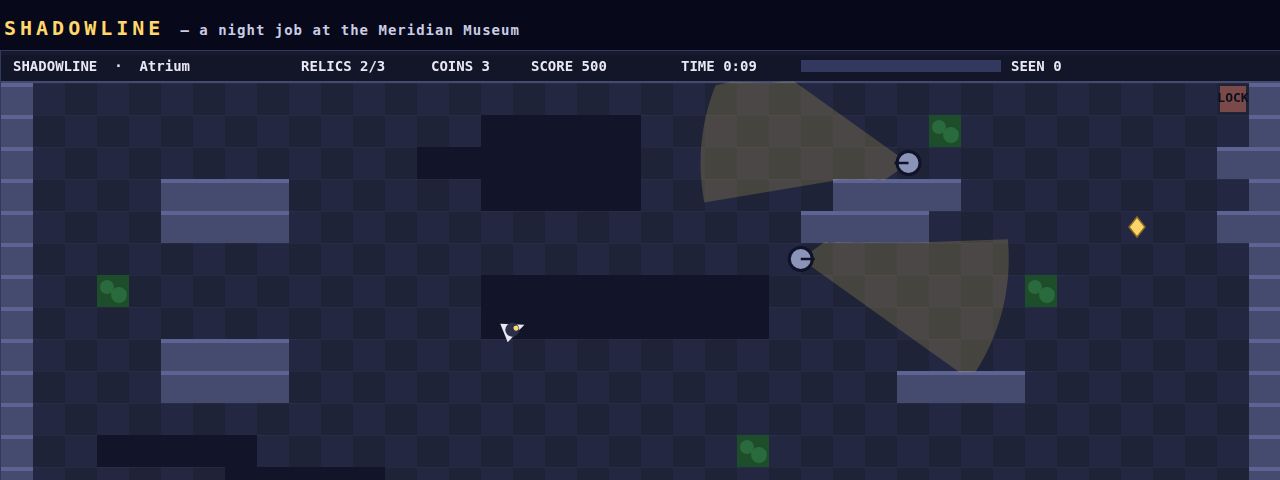 SHADOWLINE — a night job at the Meridian Museum
SHADOWLINE · Atrium RELICS 2/3 COINS 3 SCORE 500 TIME 0:09 SEEN 0
LOCK